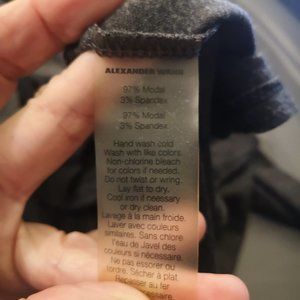 ALEXANDER WANG
97% Modal
3% Spandex
97% Modal
3% Spandex
Hand wash cold
Wash with like colors.
Non-chlorine bleach
for colors if needed.
Do not twist or wring.
Lay flat to dry.
Cool iron if necessary
or dry clean.
Lavage à la main froide.
Laver avec couleurs
similaires. Sans chlore
l'eau de Javel des
couleurs si nécessaire.
Ne pas essorer ou
tordre. Sécher à plat
Repasser au fer